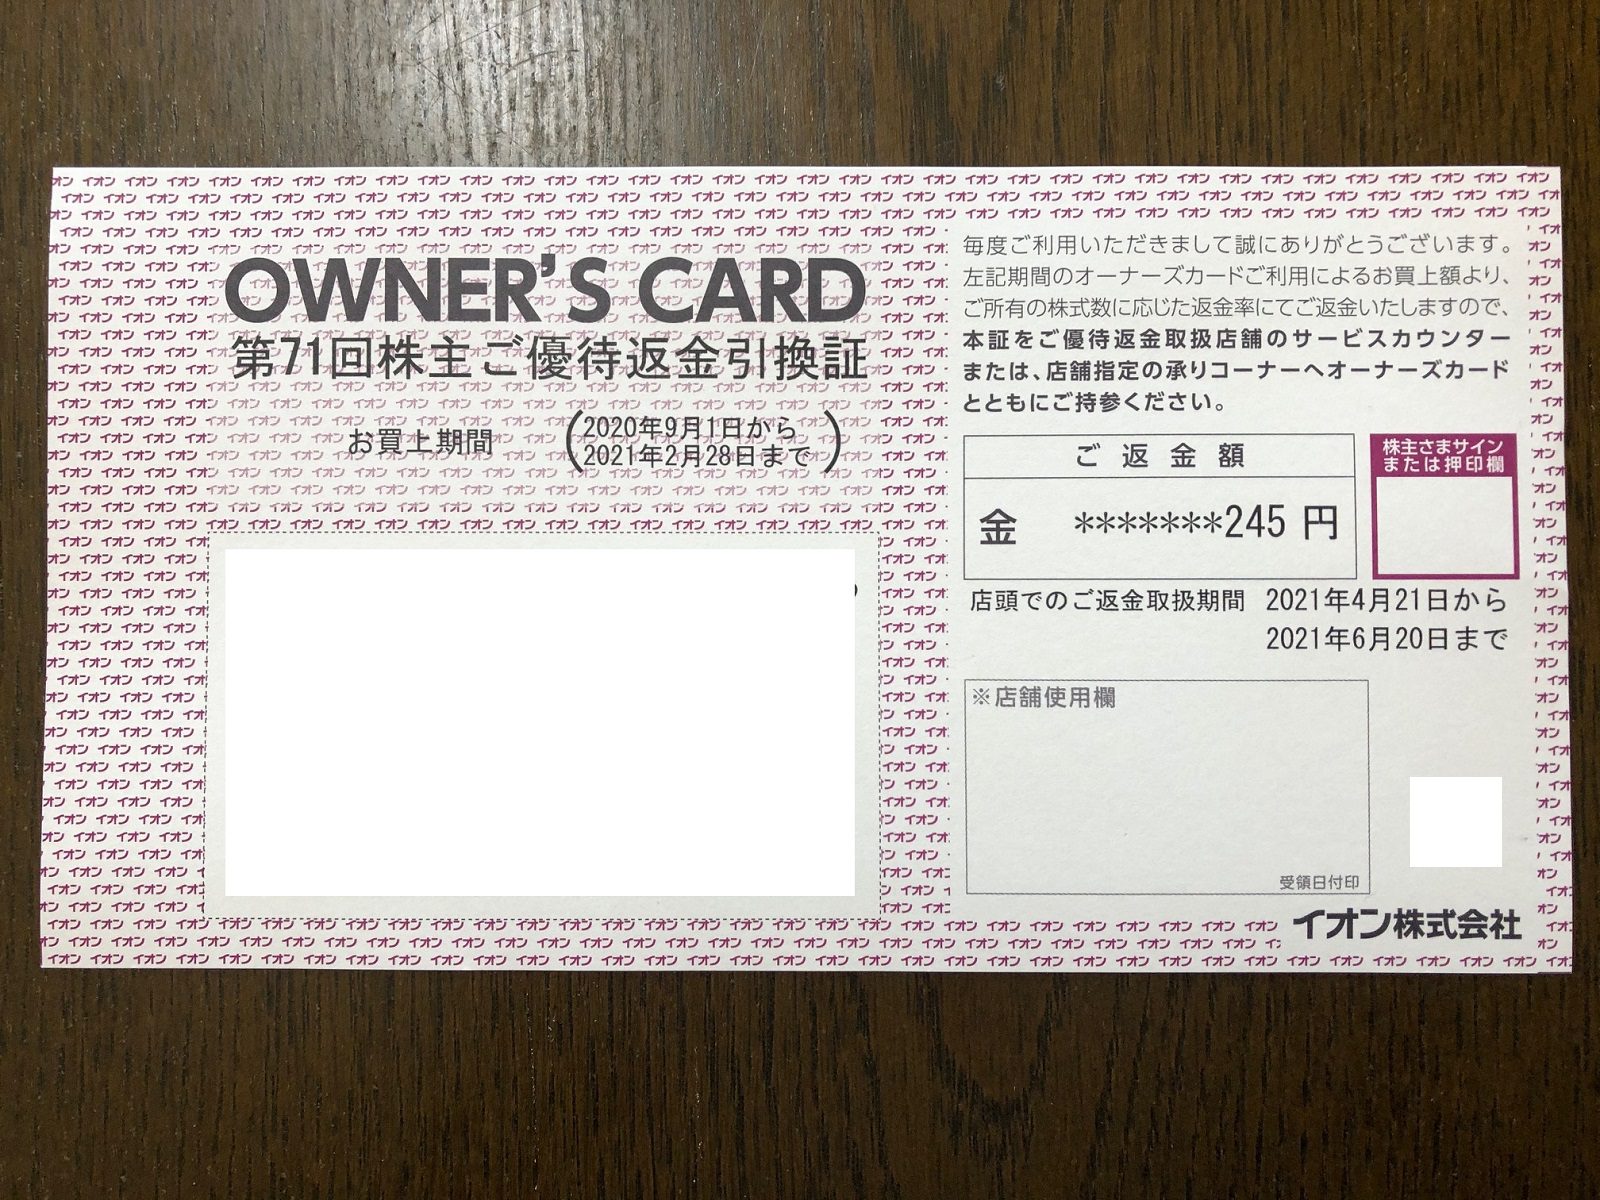 OWNER'S CARD
第71回株主ご優待返金引換証
お買上期間
(2020年9月1日から
2021年2月28日まで)
毎度ご利用いただきまして誠にありがとうございます。
左記期間のオーナーズカードご利用によるお買上額より、
ご所有の株式数に応じた返金率にてご返金いたしますので、
本証をご優待返金取扱店舗のサービスカウンター
または、店舗指定の承りコーナーへオーナーズカード
とともにご持参ください。
ご返金額
金 *******245 円
株主さまサイン
または押印欄
店頭でのご返金取扱期間 2021年4月21日から
2021年6月20日まで
※店舗使用欄
受領日付印
イオン株式会社